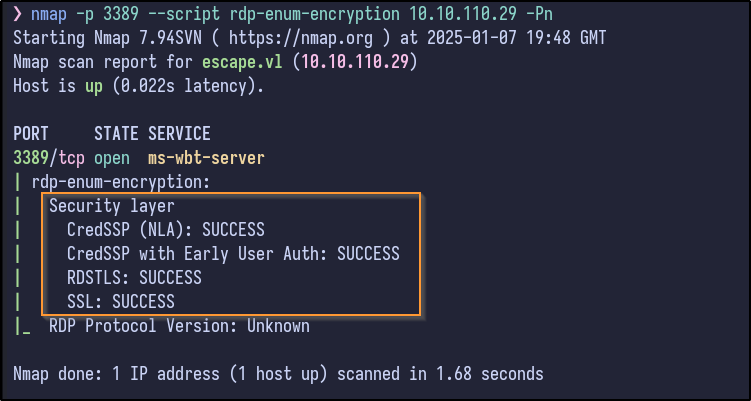 ❯ nmap -p 3389 --script rdp-enum-encryption 10.10.110.29 -Pn
Starting Nmap 7.94SVN ( https://nmap.org ) at 2025-01-07 19:48 GMT
Nmap scan report for escape.vl (10.10.110.29)
Host is up (0.022s latency).

PORT     STATE SERVICE
3389/tcp open  ms-wbt-server
| rdp-enum-encryption:
|   Security layer
|     CredSSP (NLA): SUCCESS
|     CredSSP with Early User Auth: SUCCESS
|     RDSTLS: SUCCESS
|     SSL: SUCCESS
|_  RDP Protocol Version: Unknown

Nmap done: 1 IP address (1 host up) scanned in 1.68 seconds